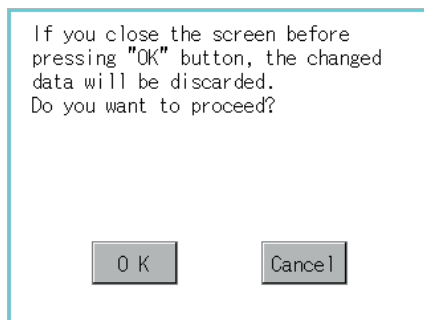 If you close the screen before
pressing "OK" button, the changed
data will be discarded.
Do you want to proceed?
O K
Cancel